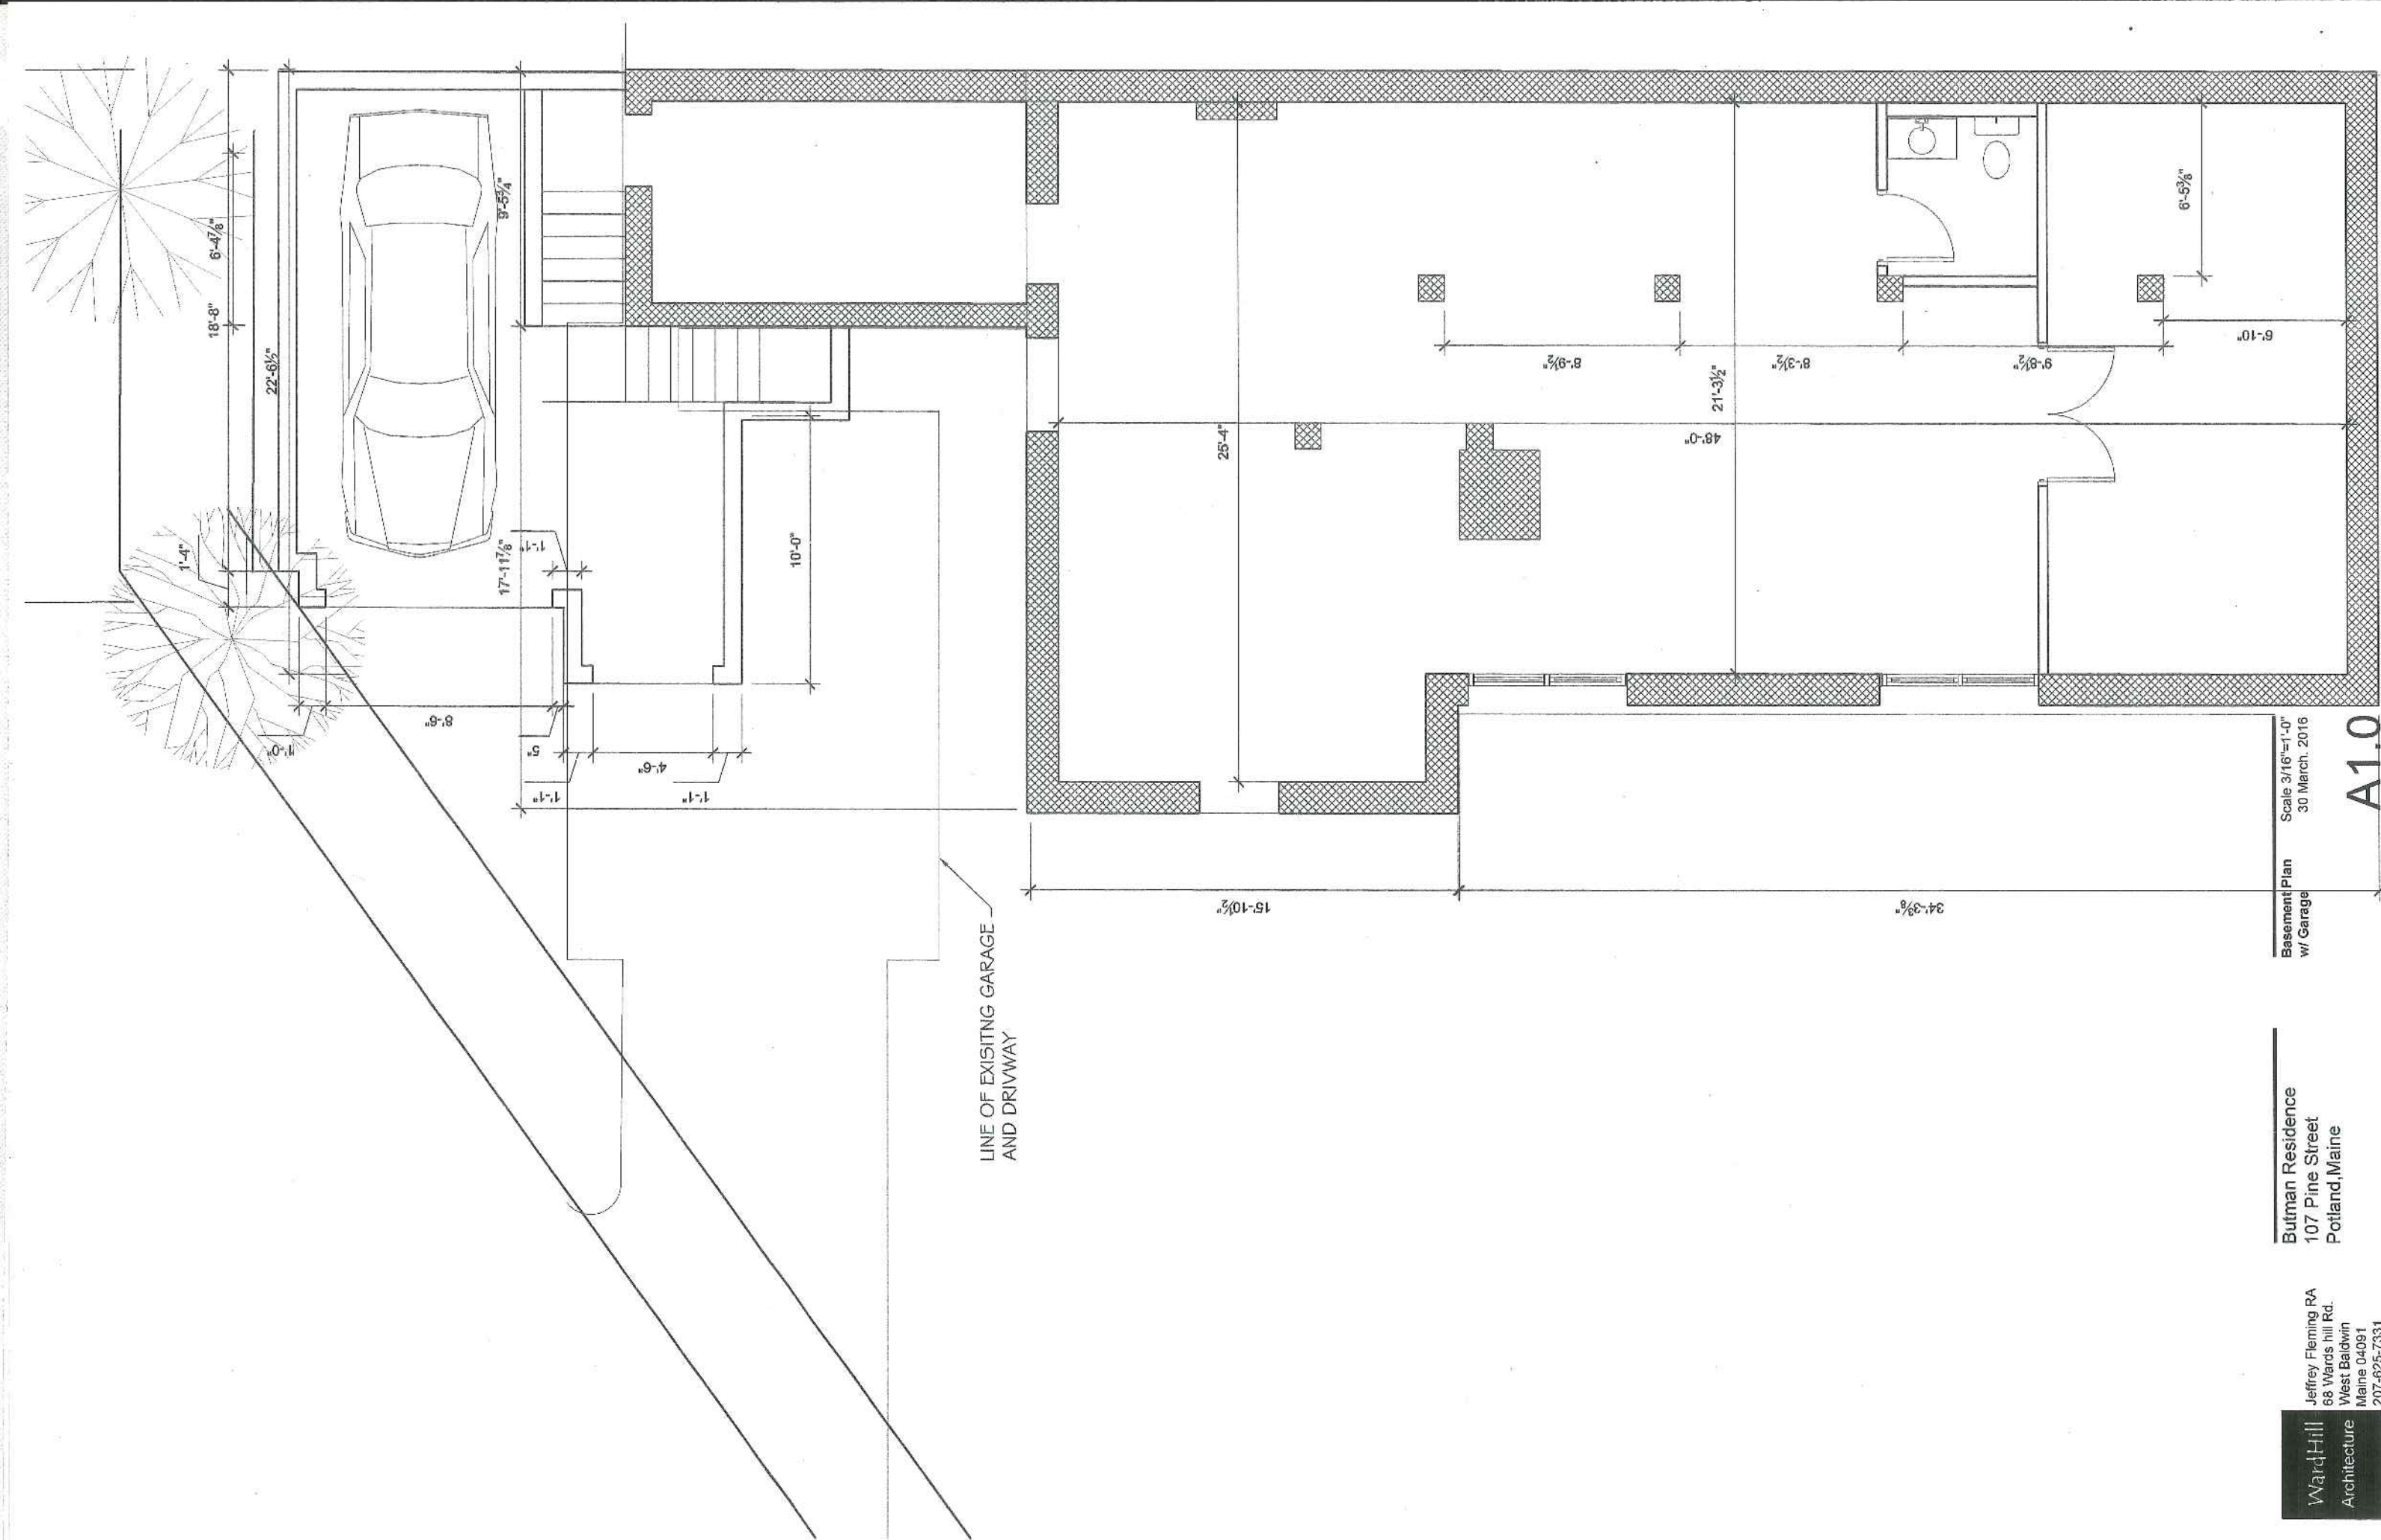 18'-8"
6'-4⅞"
22'-6½"
1'-4"
9'-5¾"
17'-11⅞"
1'-1"
10'-0"
1'-0"
8'-6"
5"
1'-1"
4'-6"
1'-1"
25'-4"
8'-9½"
8'-3½"
9'-8½"
6'-10"
6'-5⅜"
21'-3½"
48'-0"
15'-10½"
34'-3⅜"
LINE OF EXISITNG GARAGE
AND DRIVWAY
WardHill
Architecture
Jeffrey Fleming RA
68 Wards hill Rd.
West Baldwin
Maine 04091
207-625-7331
Butman Residence
107 Pine Street
Potland,Maine
Basement Plan
w/ Garage
Scale 3/16"=1'-0"
30 March. 2016
A1.0